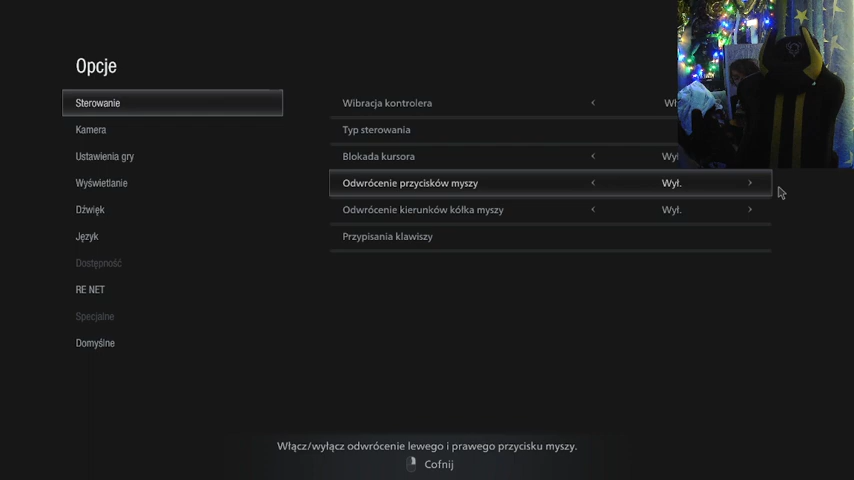 Opcje
Sterowanie
Kamera
Ustawienia gry
Wyświetlanie
Dźwięk
Język
Dostępność
RE NET
Specjalne
Domyślne
Wibracja kontrolera
Typ sterowania
Blokada kursora Wył
Odwrócenie przycisków myszy Wył.
Odwrócenie kierunków kółka myszy Wył.
Przypisania klawiszy
Włącz/wyłącz odwrócenie lewego i prawego przycisku myszy.
Cofnij